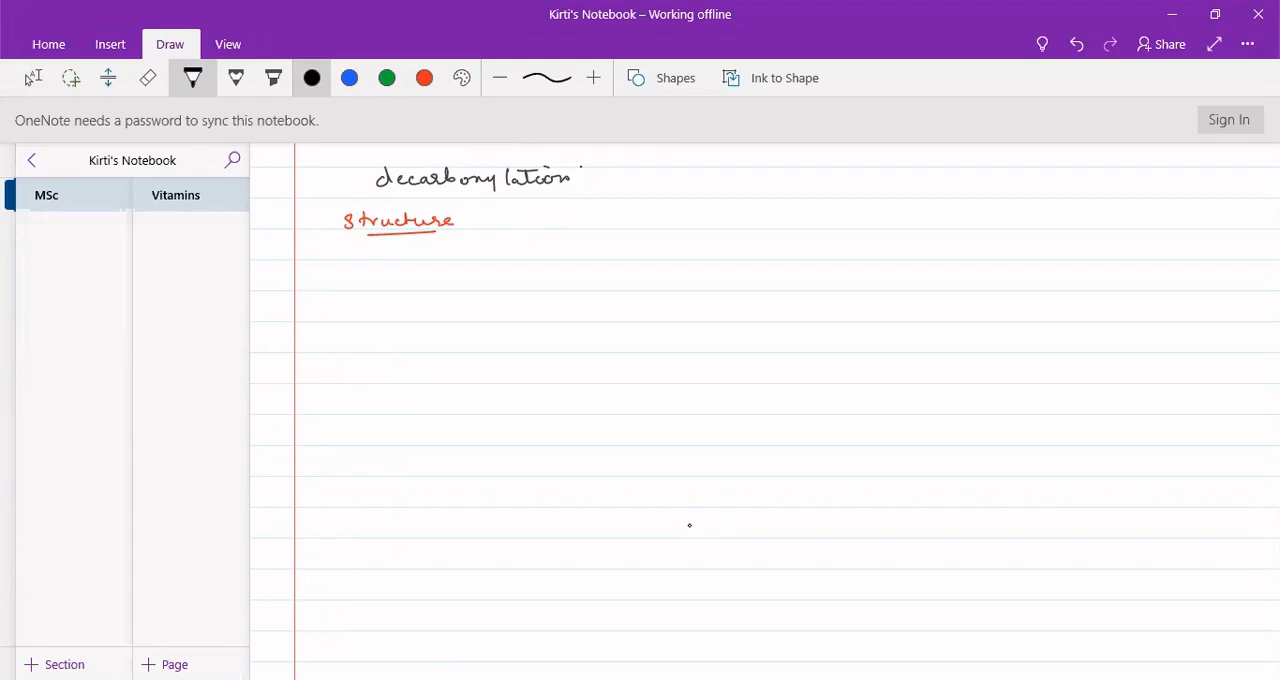 Kirti's Notebook – Working offline
Home Insert Draw View Share
Shapes Ink to Shape
OneNote needs a password to sync this notebook. Sign In
Kirti's Notebook
MSc Vitamins
decarbonylation
Structure
+ Section + Page